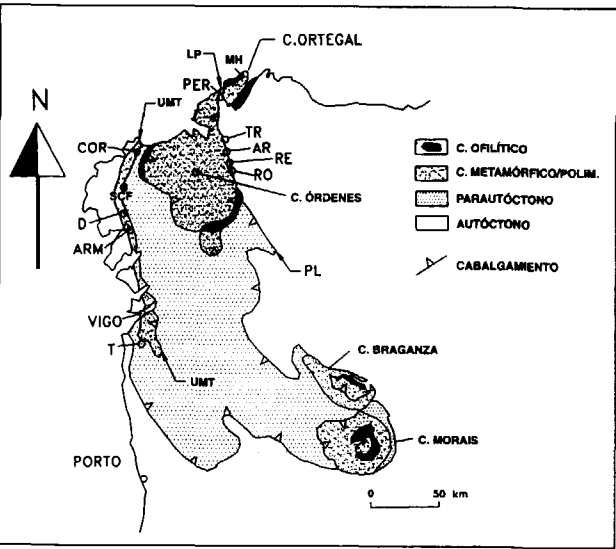 C.ORTEGAL
LP
MH
PER
N
UMT
TR
COR
AR
RE
RO
C. ÓRDENES
SCF
D
ARM
PL
VIGO
T
UMT
C. BRAGANZA
C. MORAIS
PORTO
0 50 km
C. OFILÍTICO
C. METAMÓRFICO/POLIM.
PARAUTÓCTONO
AUTÓCTONO
CABALGAMIENTO